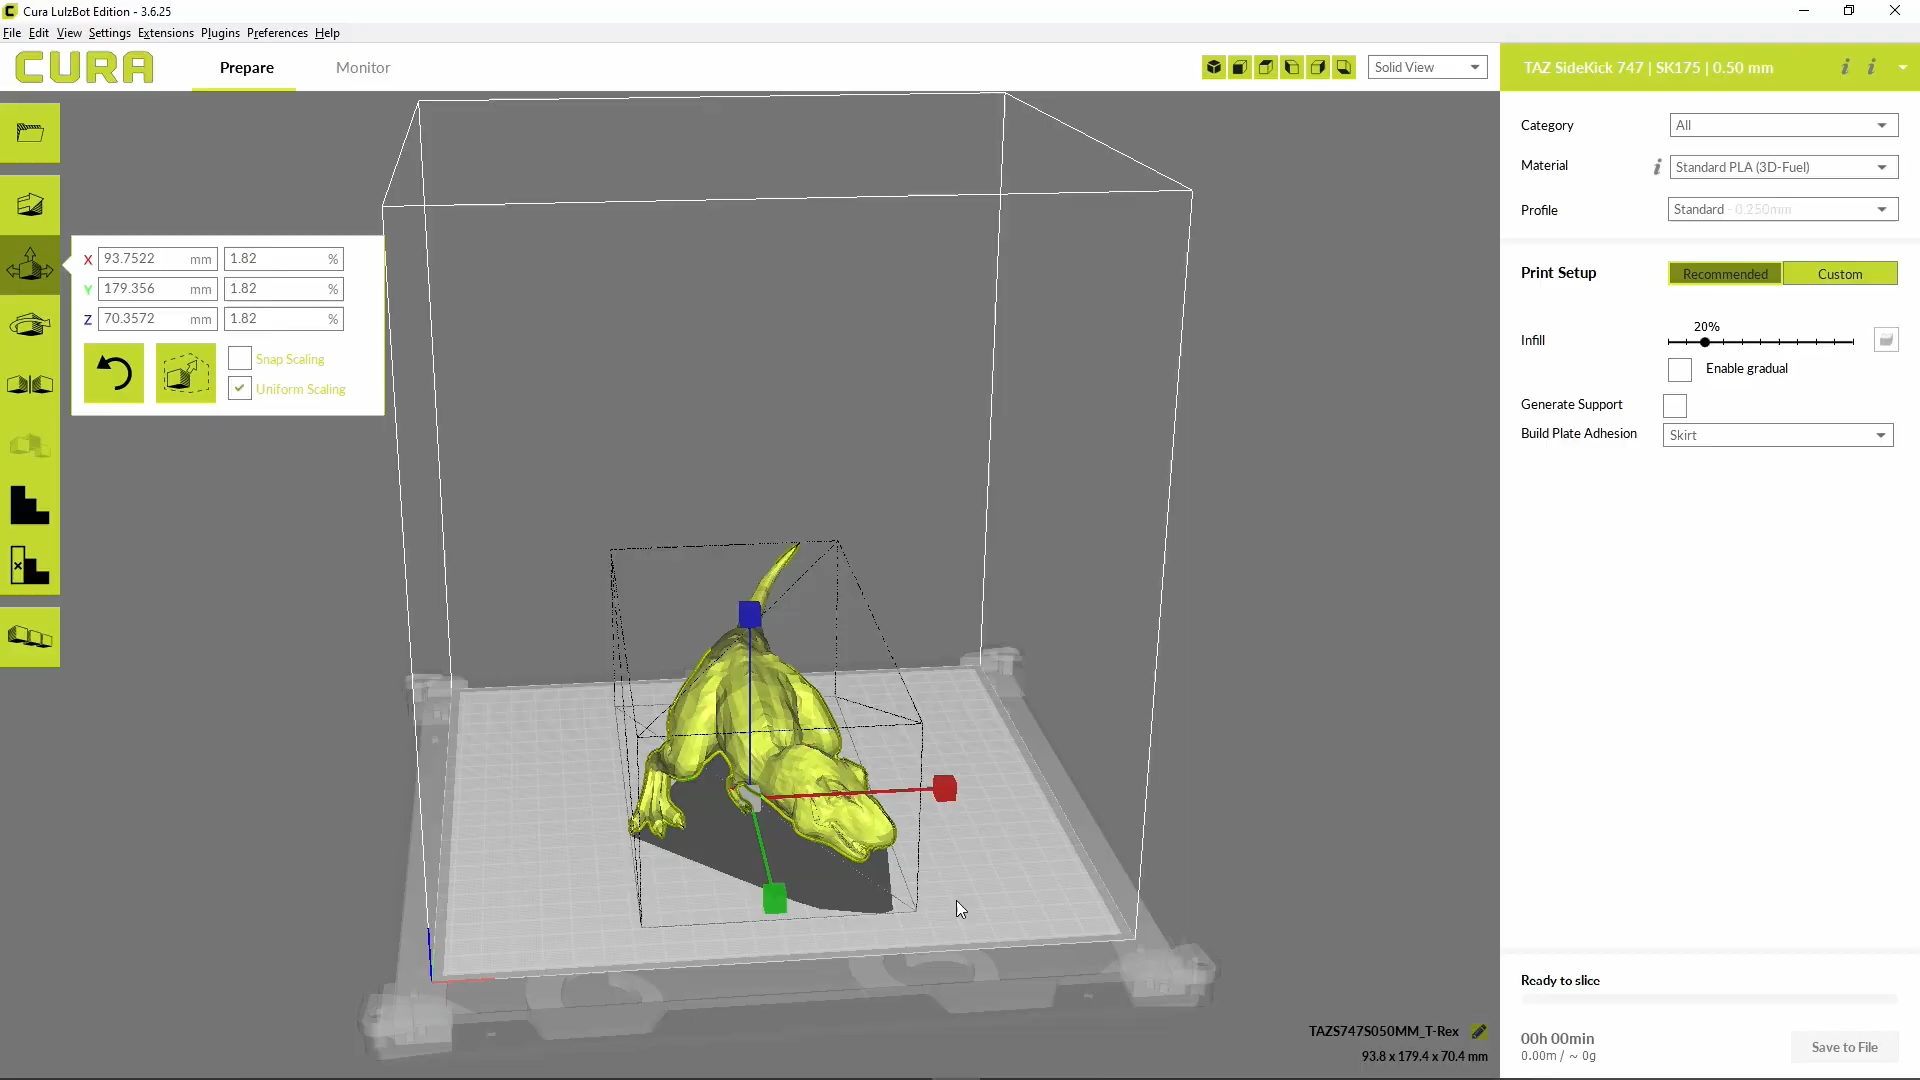 Cura LulzBot Edition - 3.6.25
File Edit View Settings Extensions Plugins Preferences Help
CURA
Prepare
Monitor
Solid View
TAZ SideKick 747 | SK175 | 0.50 mm
Category
All
Material
Standard PLA (3D-Fuel)
Profile
Standard - 0.250mm
X 93.7522 mm 1.82 %
Y 179.356 mm 1.82 %
Z 70.3572 mm 1.82 %
Snap Scaling
Uniform Scaling
Print Setup
Recommended
Custom
20%
Infill
Enable gradual
Generate Support
Build Plate Adhesion
Skirt
Ready to slice
TAZS747S050MM_T-Rex
93.8 x 179.4 x 70.4 mm
00h 00min
0.00m / ~ 0g
Save to File